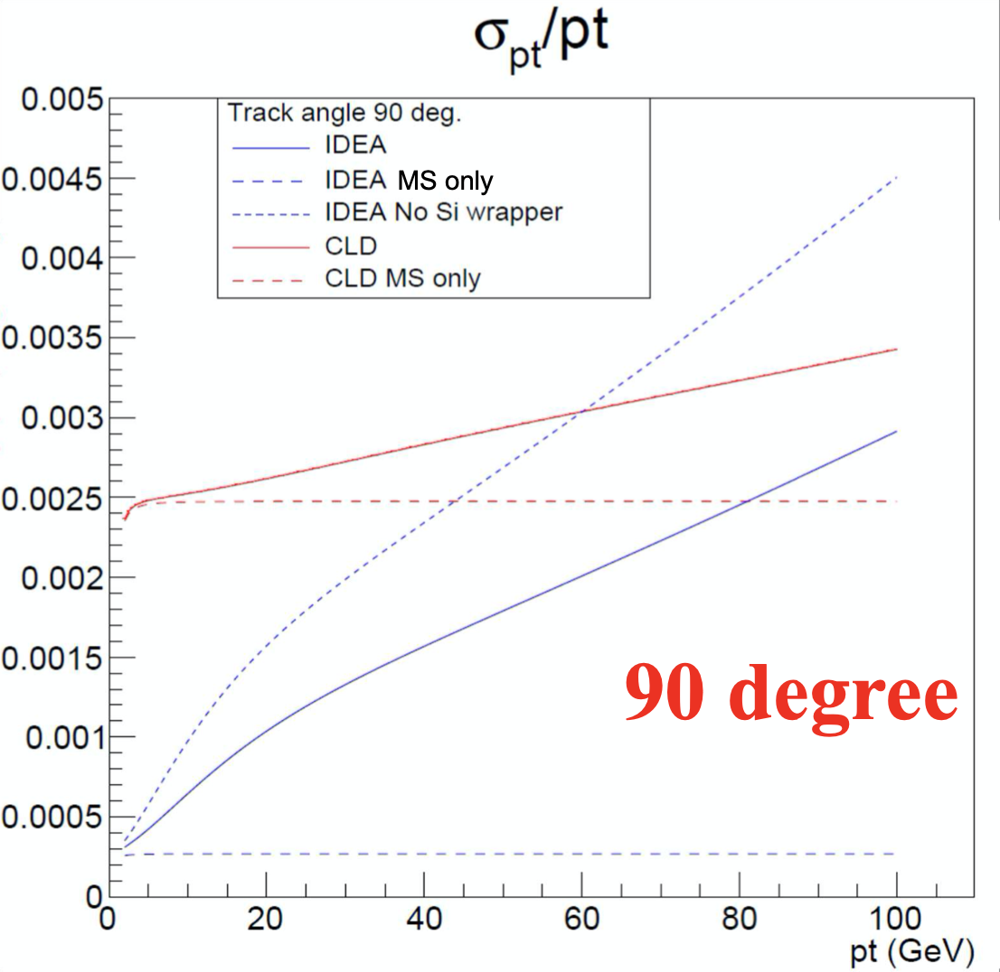 σpt/pt
0.005
0.0045
0.004
0.0035
0.003
0.0025
0.002
0.0015
0.001
0.0005
0
Track angle 90 deg.
IDEA
IDEA MS only
IDEA No Si wrapper
CLD
CLD MS only
90 degree
0 20 40 60 80 100
pt (GeV)